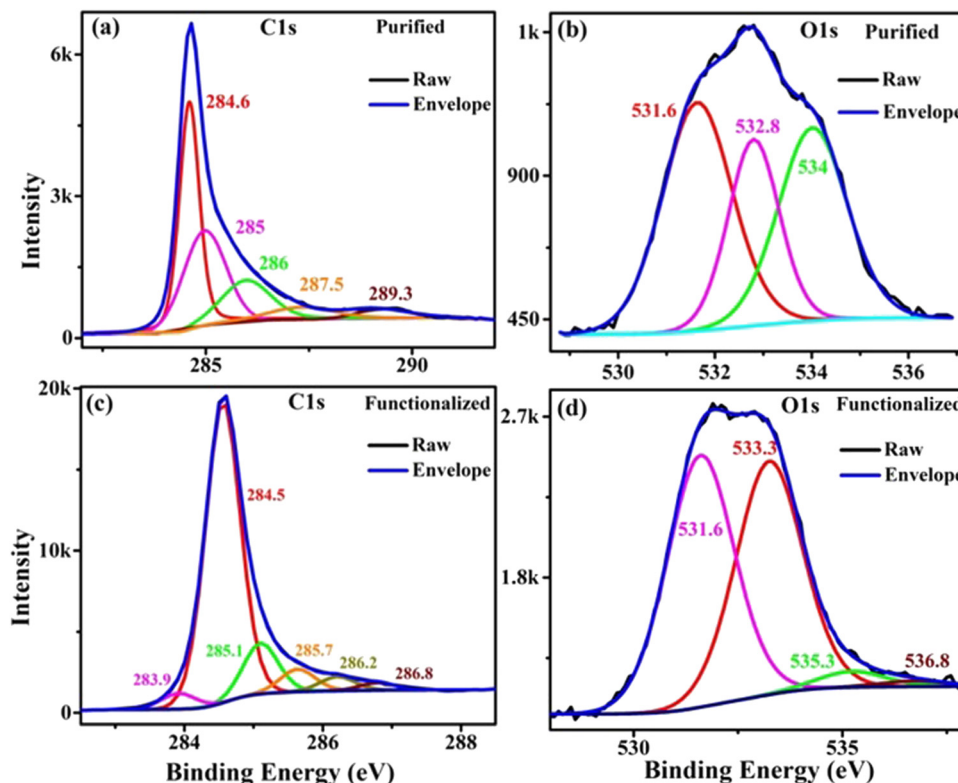 (a) C1s Purified
Raw
Envelope
284.6
285
286
287.5
289.3
6k
3k
0
285 290
Intensity
(b) O1s Purified
Raw
Envelope
531.6
532.8
534
1k
900
450
530 532 534 536
(c) C1s Functionalized
Raw
Envelope
284.5
283.9
285.1
285.7
286.2
286.8
20k
10k
0
284 286 288
Intensity
Binding Energy (eV)
(d) O1s Functionalized
Raw
Envelope
533.3
531.6
535.3
536.8
2.7k
1.8k
530 535
Binding Energy (eV)